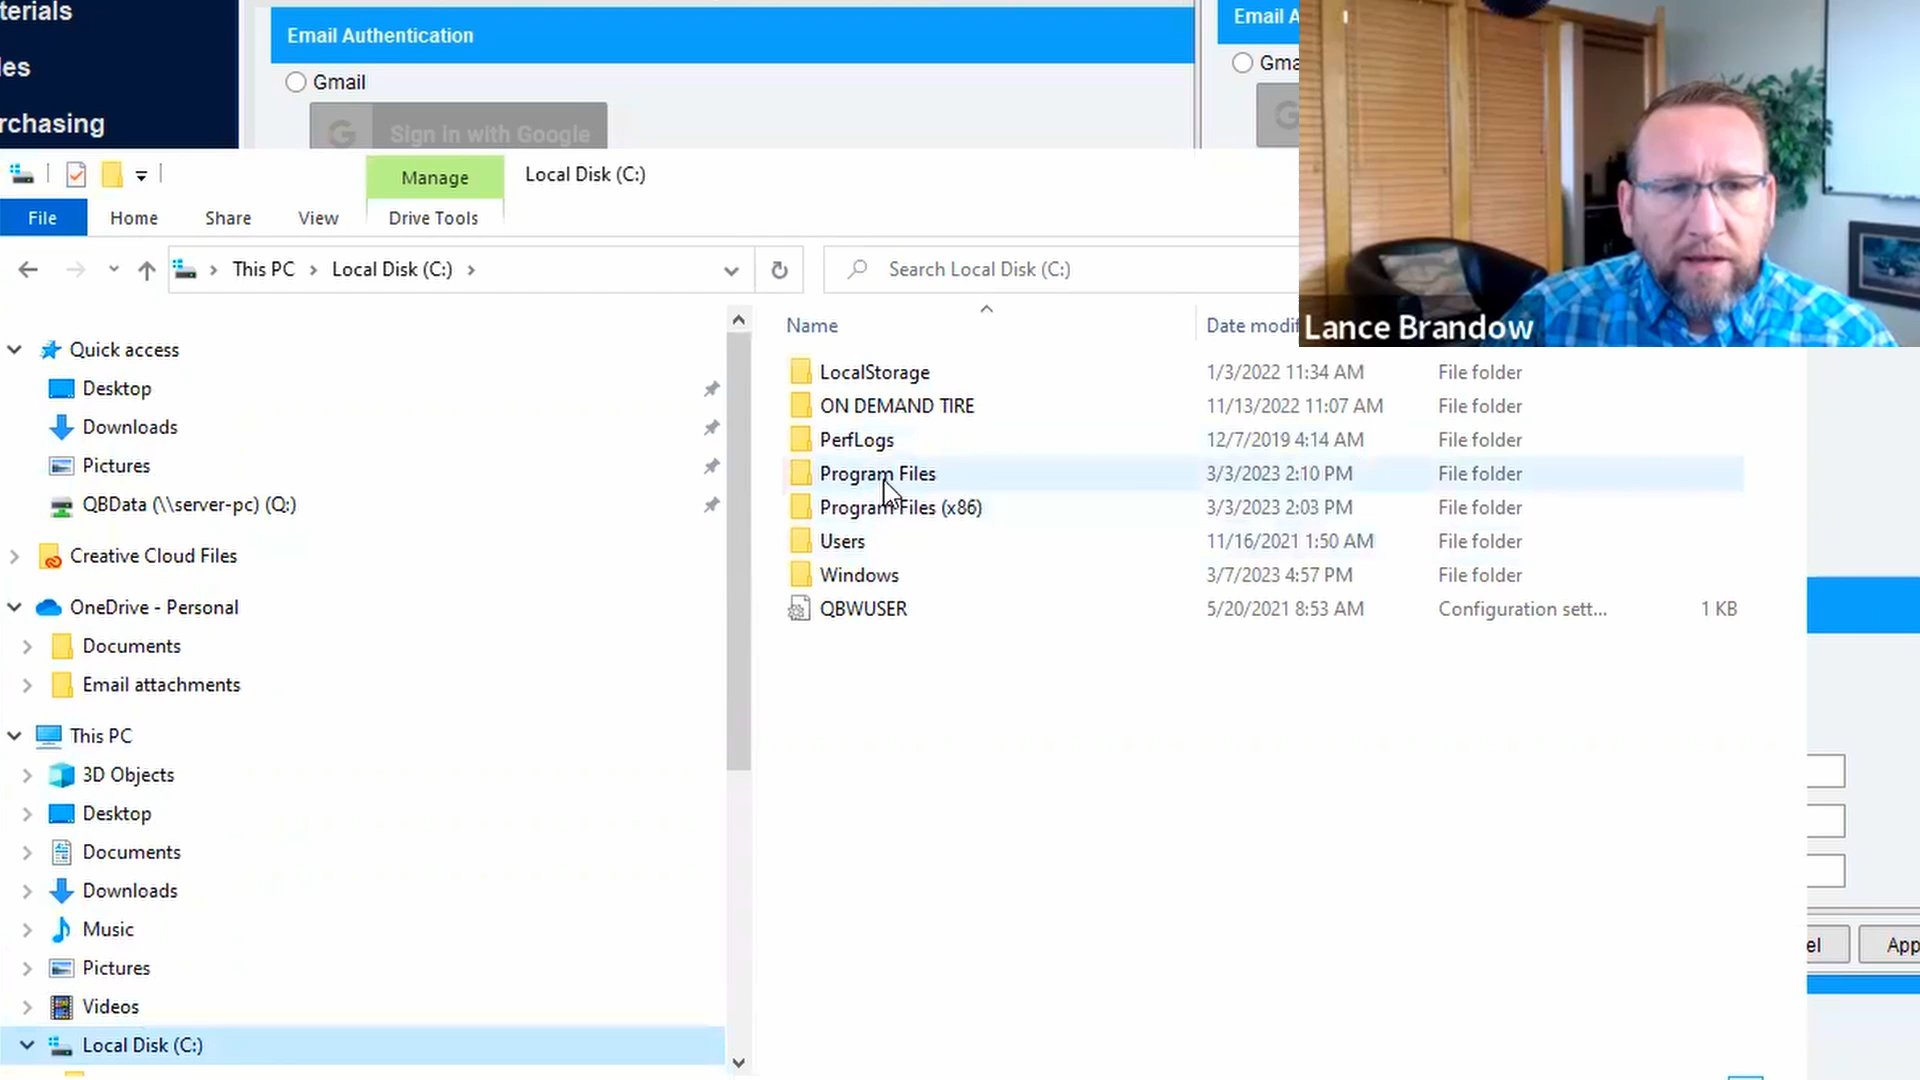 terials
les
rchasing
Email Authentication
Gmail
G Sign in with Google
Email A
Gma
G
Lance Brandow
Manage
Local Disk (C:)
File
Home
Share
View
Drive Tools
This PC > Local Disk (C:) >
Search Local Disk (C:)
Quick access
Desktop
Downloads
Pictures
QBData (\\server-pc) (Q:)
Creative Cloud Files
OneDrive - Personal
Documents
Email attachments
This PC
3D Objects
Desktop
Documents
Downloads
Music
Pictures
Videos
Local Disk (C:)
Name
Date modif
LocalStorage 1/3/2022 11:34 AM File folder
ON DEMAND TIRE 11/13/2022 11:07 AM File folder
PerfLogs 12/7/2019 4:14 AM File folder
Program Files 3/3/2023 2:10 PM File folder
Program Files (x86) 3/3/2023 2:03 PM File folder
Users 11/16/2021 1:50 AM File folder
Windows 3/7/2023 4:57 PM File folder
QBWUSER 5/20/2021 8:53 AM Configuration sett... 1 KB
el
App